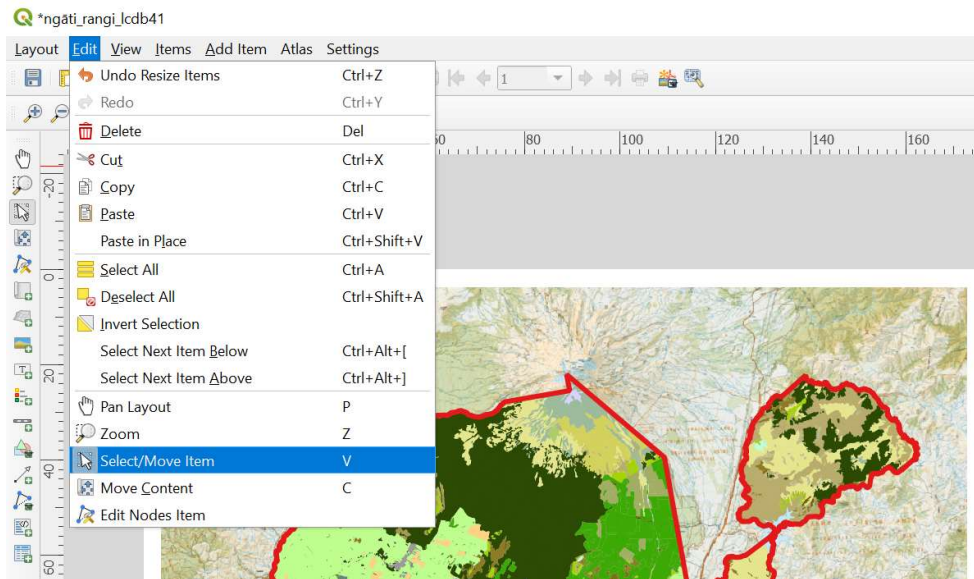 *ngāti_rangi_lcdb41
Layout Edit View Items Add Item Atlas Settings
1
Undo Resize Items Ctrl+Z
Redo Ctrl+Y
Delete Del
Cut Ctrl+X
Copy Ctrl+C
Paste Ctrl+V
Paste in Place Ctrl+Shift+V
Select All Ctrl+A
Deselect All Ctrl+Shift+A
Invert Selection
Select Next Item Below Ctrl+Alt+[
Select Next Item Above Ctrl+Alt+]
Pan Layout P
Zoom Z
Select/Move Item V
Move Content C
Edit Nodes Item
80 100 120 140 160
-20
0
20
40
60